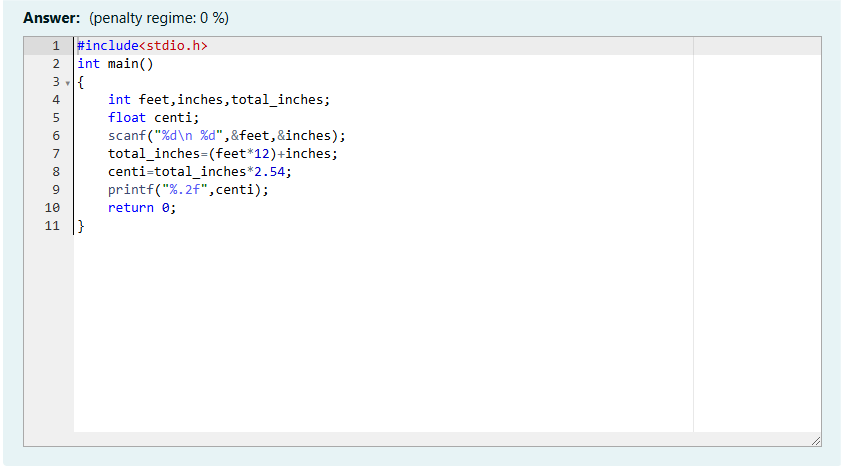 Answer: (penalty regime: 0 %)
1 #include<stdio.h>
2 int main()
3 {
4     int feet,inches,total_inches;
5     float centi;
6     scanf("%d\n %d",&feet,&inches);
7     total_inches=(feet*12)+inches;
8     centi=total_inches*2.54;
9     printf("%.2f",centi);
10     return 0;
11 }